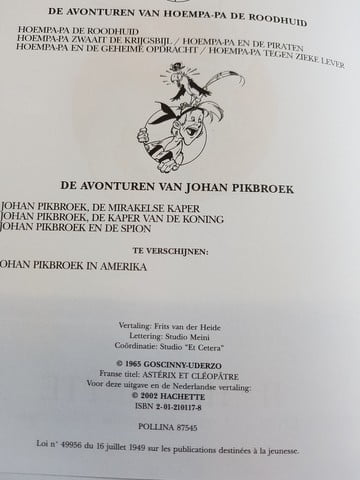 DE AVONTUREN VAN HOEMPA-PA DE ROODHUID
HOEMPA-PA DE ROODHUID
HOEMPA-PA ZWAAIT DE KRIJGSBIJL / HOEMPA-PA EN DE PIRATEN
HOEMPA-PA EN DE GEHEIME OPDRACHT / HOEMPA-PA TEGEN ZIEKE LEVER
DE AVONTUREN VAN JOHAN PIKBROEK
JOHAN PIKBROEK, DE MIRAKELSE KAPER
JOHAN PIKBROEK, DE KAPER VAN DE KONING
JOHAN PIKBROEK EN DE SPION
TE VERSCHIJNEN:
OHAN PIKBROEK IN AMERIKA
Vertaling: Frits van der Heide
Lettering: Studio Meini
Coördinatie: Studio "Et Cetera"
© 1965 GOSCINNY-UDERZO
Franse titel: ASTÉRIX ET CLÉOPÂTRE
Voor deze uitgave en de Nederlandse vertaling:
© 2002 HACHETTE
ISBN 2-01-210117-8
POLLINA 87545
Loi n° 49956 du 16 juillet 1949 sur les publications destinées à la jeunesse.